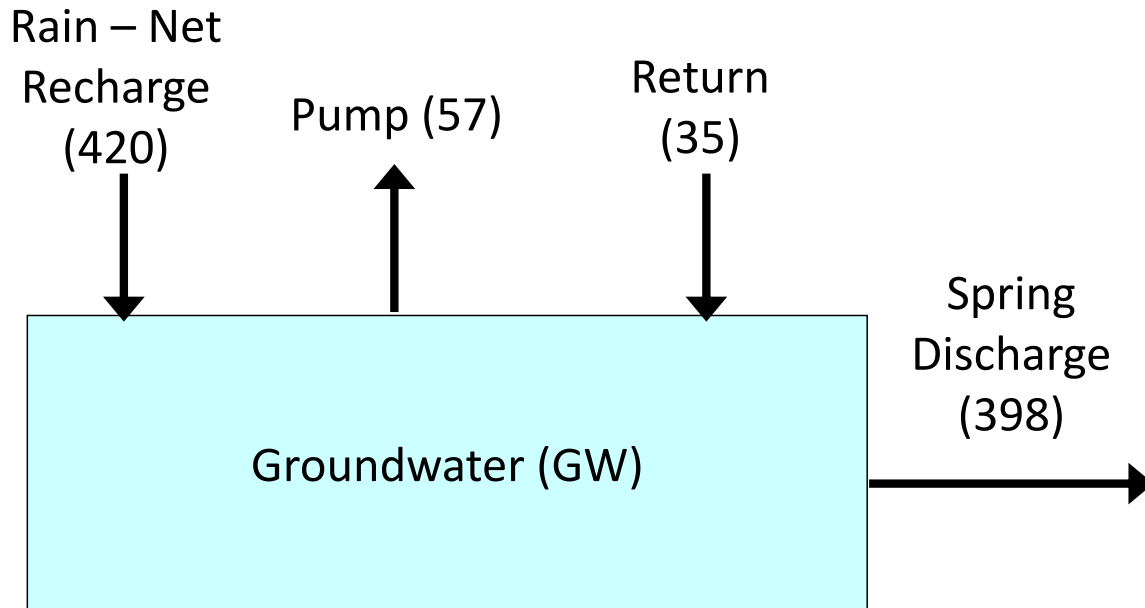 Rain – Net
Recharge
(420)
Pump (57)
Return
(35)
Spring
Discharge
(398)
Groundwater (GW)